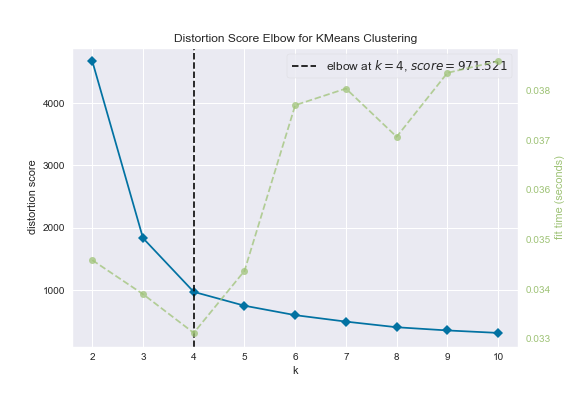 Distortion Score Elbow for KMeans Clustering
elbow at k = 4, score = 971.521
distortion score
4000
3000
2000
1000
0.038
0.037
0.036
0.035
0.034
0.033
fit time (seconds)
2 3 4 5 6 7 8 9 10
k